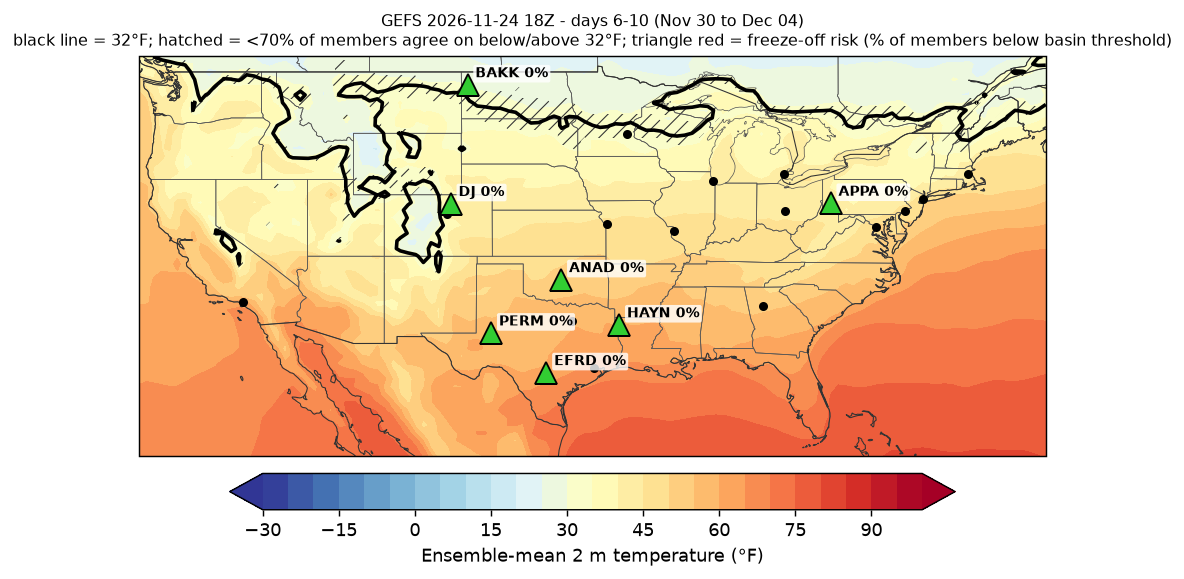 GEFS 2026-11-24 18Z - days 6-10 (Nov 30 to Dec 04)
black line = 32°F; hatched = <70% of members agree on below/above 32°F; triangle red = freeze-off risk (% of members below basin threshold)
BAKK 0%
DJ 0%
APPA 0%
ANAD 0%
HAYN 0%
PERM 0%
EFRD 0%
−30 −15 0 15 30 45 60 75 90
Ensemble-mean 2 m temperature (°F)